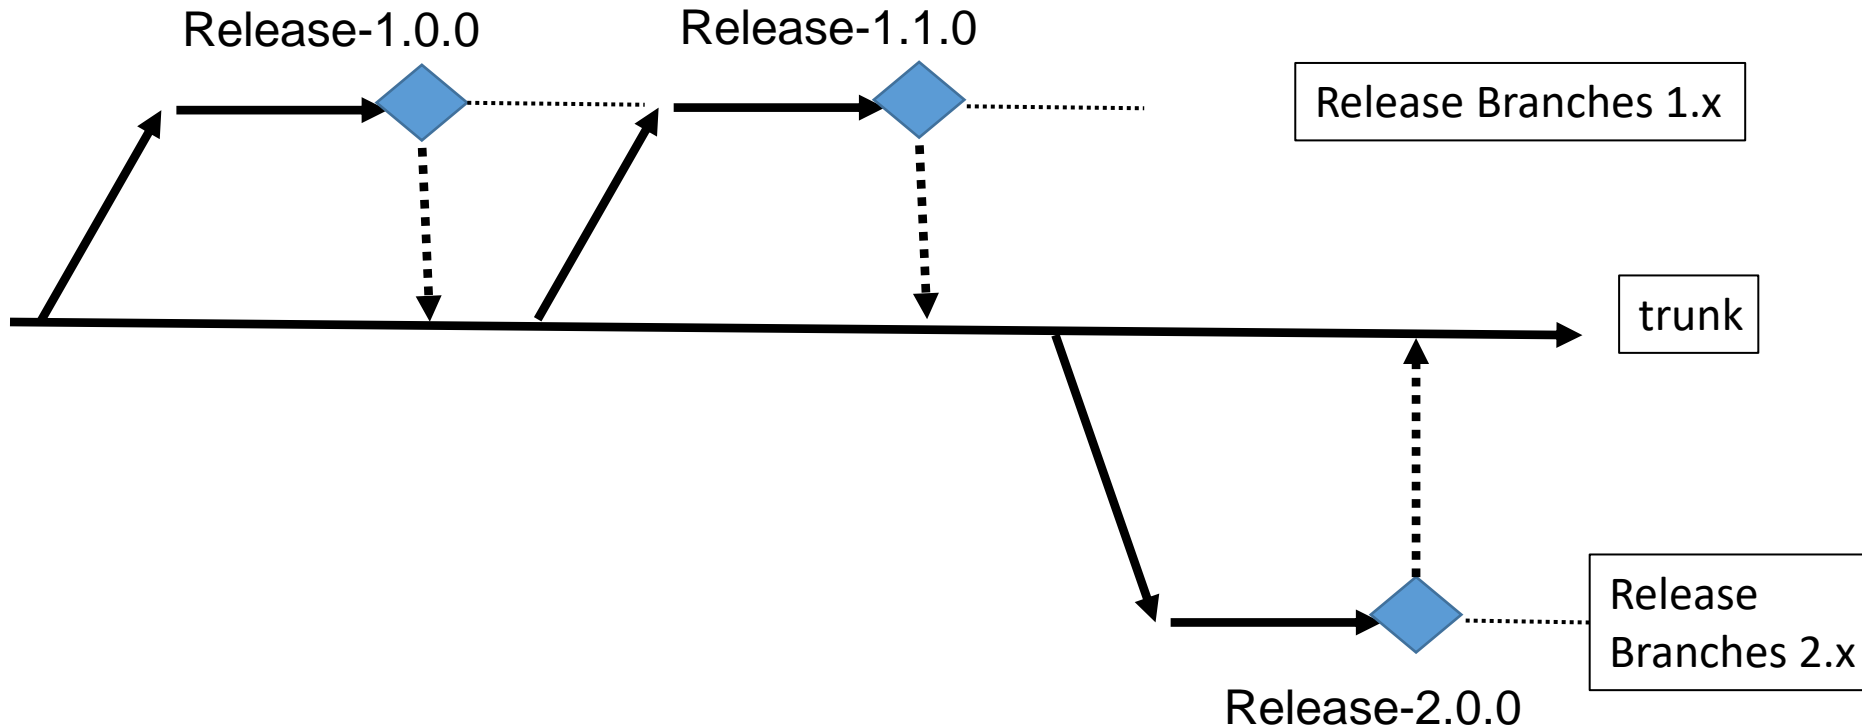 Release-1.0.0
Release-1.1.0
Release Branches 1.x
trunk
Release
Branches 2.x
Release-2.0.0